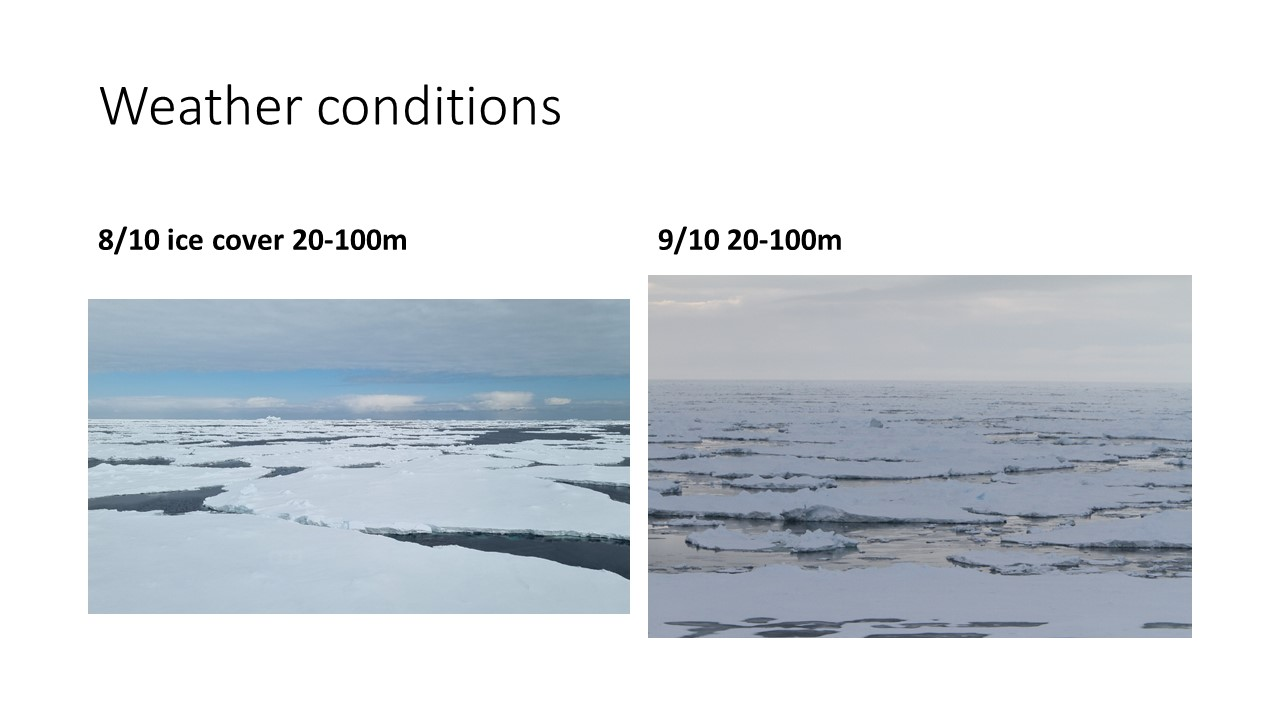 Weather conditions
8/10 ice cover 20-100m
9/10 20-100m